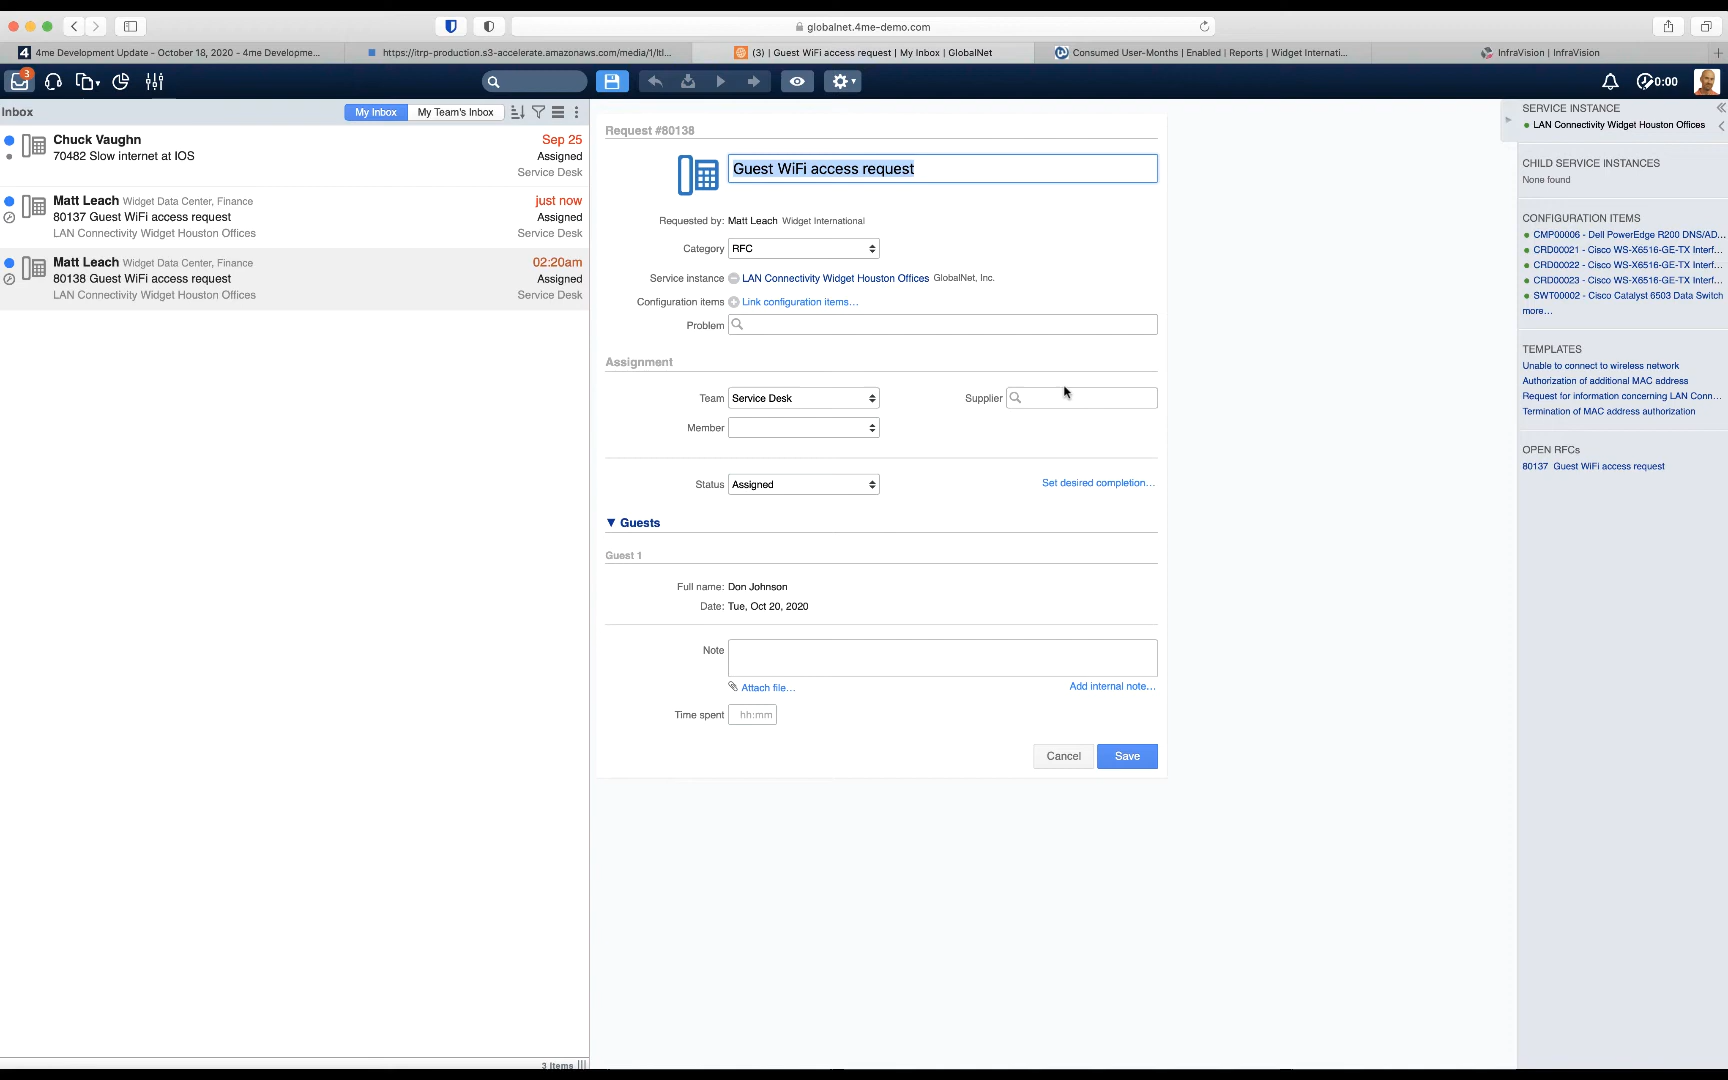 globalnet.4me-demo.com
4me Development Update - October 18, 2020 - 4me Developme...
https://itrp-production.s3-accelerate.amazonaws.com/media/1/ltl...
(3) | Guest WiFi access request | My Inbox | GlobalNet
Consumed User-Months | Enabled | Reports | Widget Internati...
InfraVision | InfraVision
3
0:00
Inbox
My Inbox
My Team's Inbox
Chuck Vaughn
Sep 25
70482 Slow internet at IOS
Assigned
Service Desk
Matt Leach Widget Data Center, Finance
just now
80137 Guest WiFi access request
Assigned
LAN Connectivity Widget Houston Offices
Service Desk
Matt Leach Widget Data Center, Finance
02:20am
80138 Guest WiFi access request
Assigned
LAN Connectivity Widget Houston Offices
Service Desk
3 items
Request #80138
Guest WiFi access request
Requested by: Matt Leach Widget International
Category RFC
Service instance LAN Connectivity Widget Houston Offices GlobalNet, Inc.
Configuration items Link configuration items...
Problem
Assignment
Team Service Desk
Supplier
Member
Status Assigned
Set desired completion...
Guests
Guest 1
Full name: Don Johnson
Date: Tue, Oct 20, 2020
Note
Attach file...
Add internal note...
Time spent hh:mm
Cancel
Save
SERVICE INSTANCE
LAN Connectivity Widget Houston Offices
CHILD SERVICE INSTANCES
None found
CONFIGURATION ITEMS
CMP00006 - Dell PowerEdge R200 DNS/AD...
CRD00021 - Cisco WS-X6516-GE-TX Interf...
CRD00022 - Cisco WS-X6516-GE-TX Interf...
CRD00023 - Cisco WS-X6516-GE-TX Interf...
SWT00002 - Cisco Catalyst 6503 Data Switch
more...
TEMPLATES
Unable to connect to wireless network
Authorization of additional MAC address
Request for information concerning LAN Conn...
Termination of MAC address authorization
OPEN RFCs
80137 Guest WiFi access request